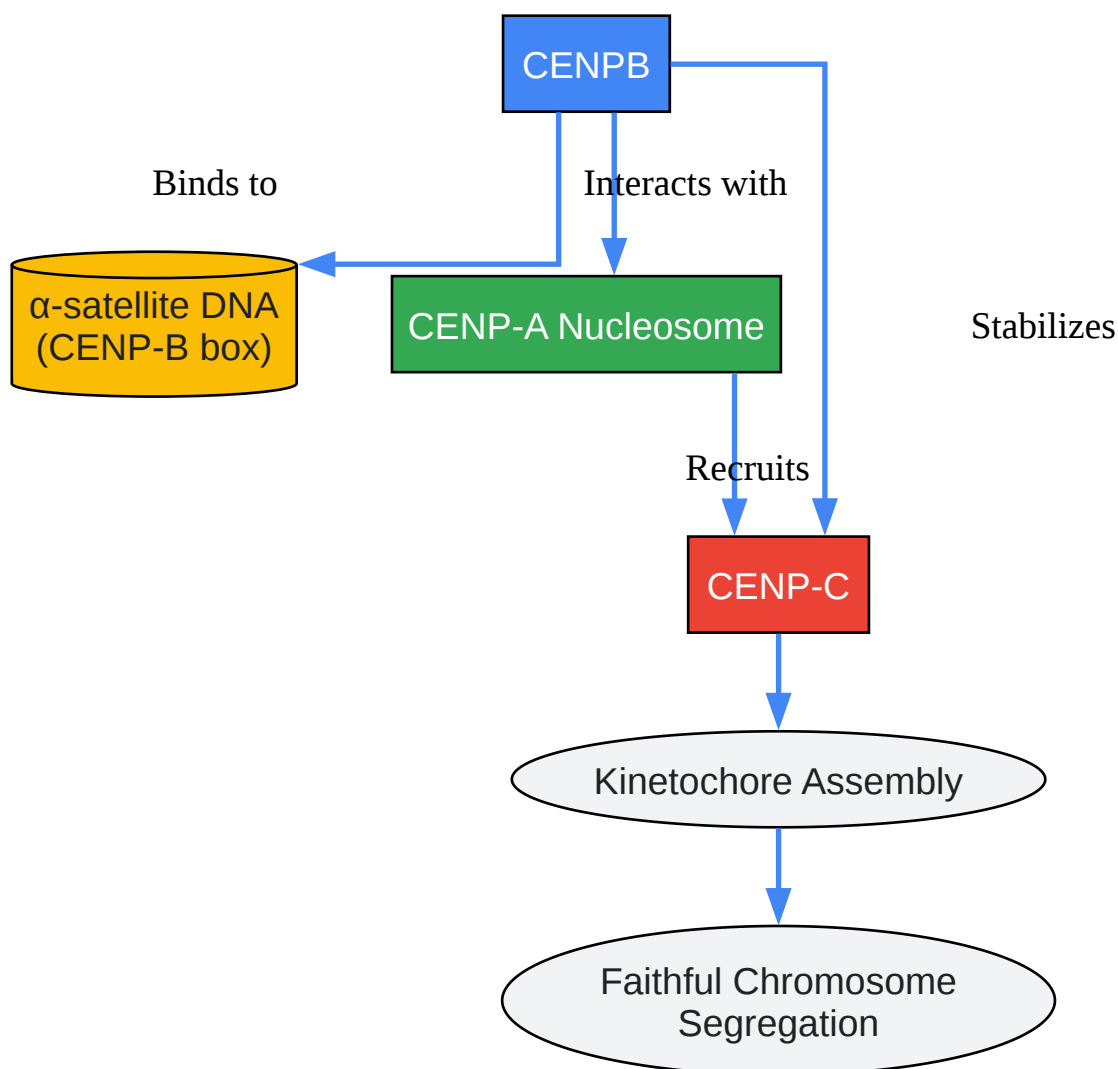 CENPB
Binds to
Interacts with
α-satellite DNA
(CENP-B box)
CENP-A Nucleosome
Stabilizes
Recruits
CENP-C
Kinetochore Assembly
Faithful Chromosome
Segregation